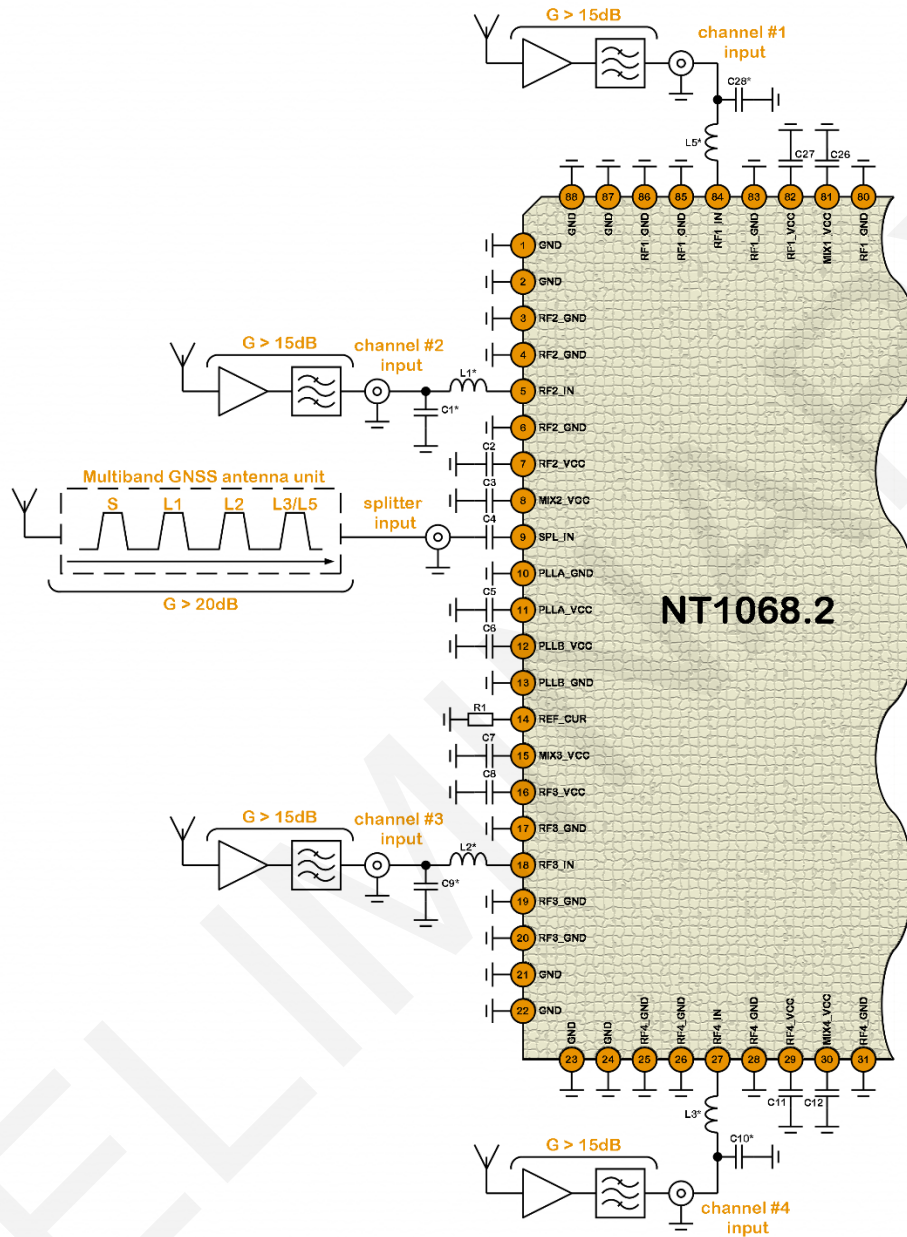 G > 15dB
channel #1
input
C28*
L5*
C27
C26
88
87
86
85
84
83
82
81
80
GND
GND
RF1_GND
RF1_GND
RF1_IN
RF1_GND
RF1_VCC
MIX1_VCC
RF1_GND
1 GND
2 GND
3 RF2_GND
4 RF2_GND
G > 15dB
channel #2
input
L1*
C1*
5 RF2_IN
6 RF2_GND
C2
7 RF2_VCC
C3
8 MIX2_VCC
Multiband GNSS antenna unit
S L1 L2 L3/L5
splitter
input
C4
9 SPL_IN
G > 20dB
10 PLLA_GND
C5
11 PLLA_VCC
C6
12 PLLB_VCC
13 PLLB_GND
NT1068.2
R1
14 REF_CUR
C7
15 MIX3_VCC
C8
16 RF3_VCC
17 RF3_GND
G > 15dB
channel #3
input
L2*
C9*
18 RF3_IN
19 RF3_GND
20 RF3_GND
21 GND
22 GND
GND
GND
RF4_GND
RF4_GND
RF4_IN
RF4_GND
RF4_VCC
MIX4_VCC
RF4_GND
23
24
25
26
27
28
29
30
31
L3*
C11
C12
C10*
G > 15dB
channel #4
input